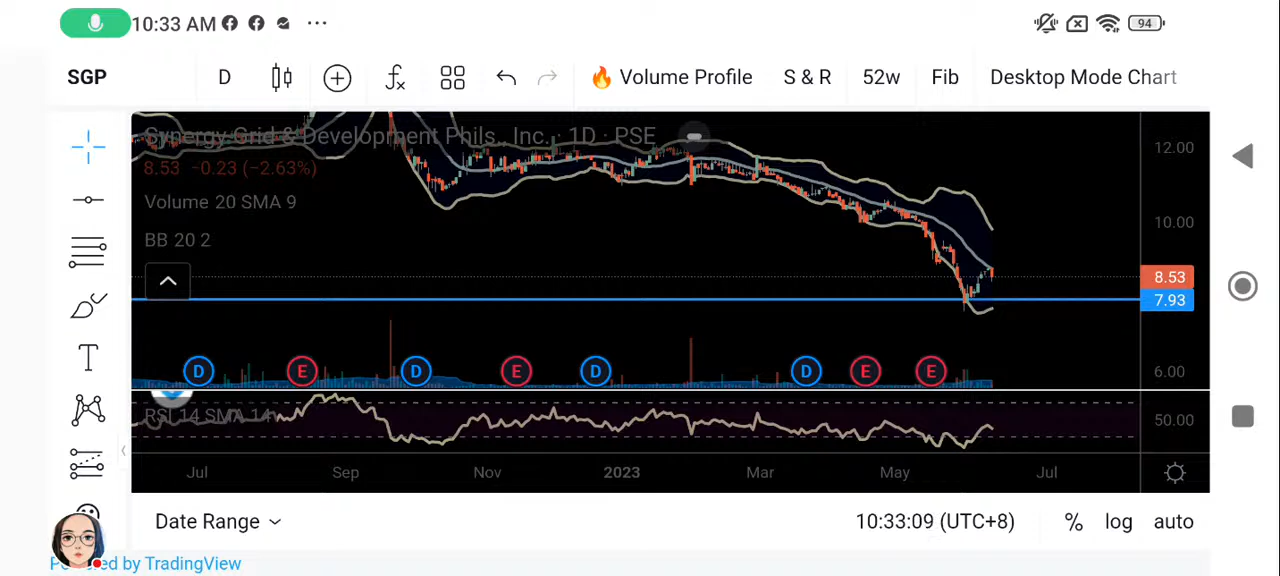 10:33 AM
94
SGP D Volume Profile S & R 52w Fib Desktop Mode Chart
Synergy Grid & Development Phils., Inc. · 1D · PSE
12.00
8.53 −0.23 (−2.63%)
Volume 20 SMA 9
10.00
BB 20 2
8.53
7.93
D E D E D D E E
6.00
RSI 14 SMA 14
50.00
Jul Sep Nov 2023 Mar May Jul
Date Range
10:33:09 (UTC+8) % log auto
ed by TradingView